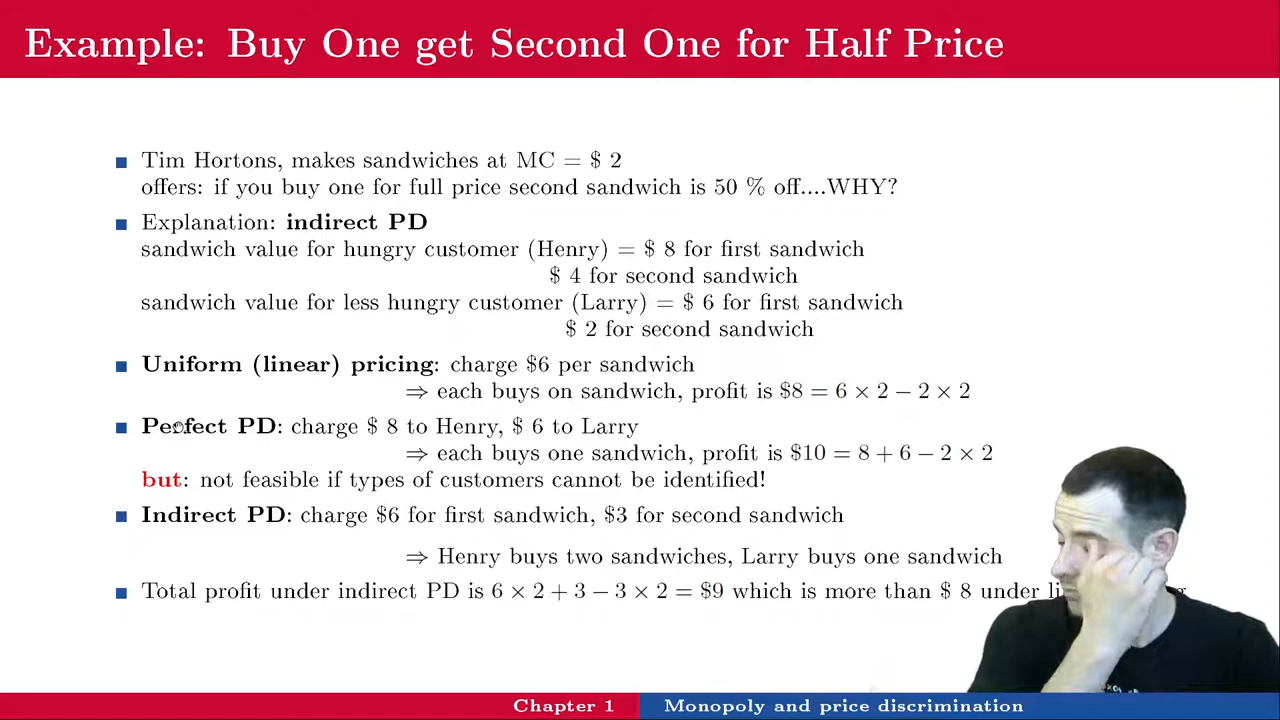 Example: Buy One get Second One for Half Price
Tim Hortons, makes sandwiches at MC = $ 2
offers: if you buy one for full price second sandwich is 50 % off....WHY?
Explanation: indirect PD
sandwich value for hungry customer (Henry) = $ 8 for first sandwich
$ 4 for second sandwich
sandwich value for less hungry customer (Larry) = $ 6 for first sandwich
$ 2 for second sandwich
Uniform (linear) pricing: charge $6 per sandwich
⇒ each buys on sandwich, profit is $8 = 6 × 2 − 2 × 2
Perfect PD: charge $ 8 to Henry, $ 6 to Larry
⇒ each buys one sandwich, profit is $10 = 8 + 6 − 2 × 2
but: not feasible if types of customers cannot be identified!
Indirect PD: charge $6 for first sandwich, $3 for second sandwich
⇒ Henry buys two sandwiches, Larry buys one sandwich
Total profit under indirect PD is 6 × 2 + 3 − 3 × 2 = $9 which is more than $ 8 under
Chapter 1 Monopoly and price discrimination